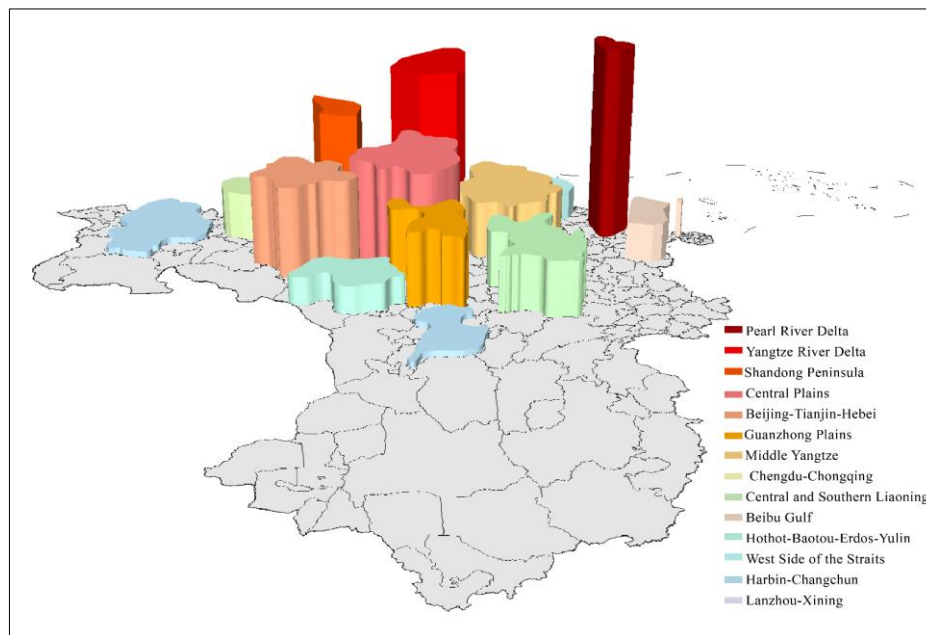 Pearl River Delta
Yangtze River Delta
Shandong Peninsula
Central Plains
Beijing-Tianjin-Hebei
Guanzhong Plains
Middle Yangtze
Chengdu-Chongqing
Central and Southern Liaoning
Beibu Gulf
Hothot-Baotou-Erdos-Yulin
West Side of the Straits
Harbin-Changchun
Lanzhou-Xining